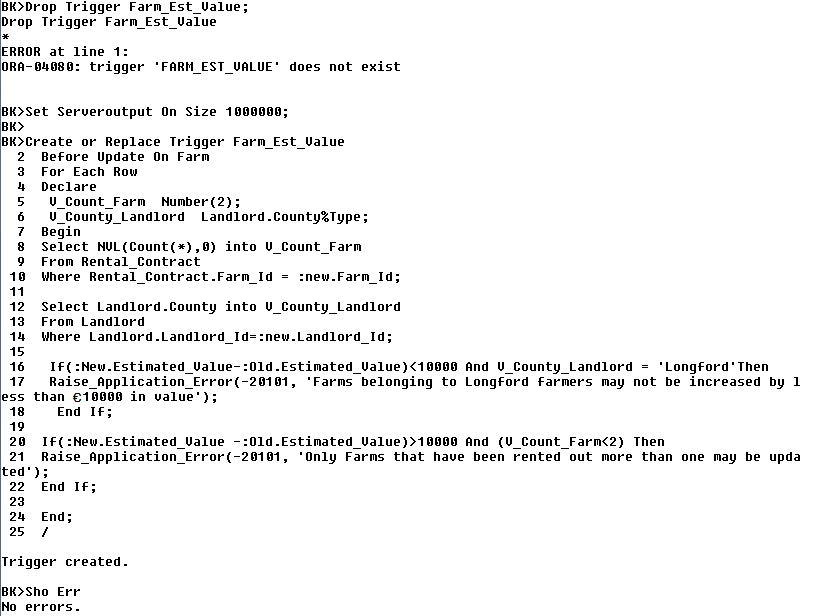 BK>Drop Trigger Farm_Est_Value;
Drop Trigger Farm_Est_Value
*
ERROR at line 1:
ORA-04080: trigger 'FARM_EST_VALUE' does not exist
BK>Set Serveroutput On Size 1000000;
BK>
BK>Create or Replace Trigger Farm_Est_Value
2 Before Update On Farm
3 For Each Row
4 Declare
5 V_Count_Farm Number(2);
6 V_County_Landlord Landlord.County%Type;
7 Begin
8 Select NVL(Count(*),0) into V_Count_Farm
9 From Rental_Contract
10 Where Rental_Contract.Farm_Id = :new.Farm_Id;
11
12 Select Landlord.County into V_County_Landlord
13 From Landlord
14 Where Landlord.Landlord_Id=:new.Landlord_Id;
15
16 If(:New.Estimated_Value-:Old.Estimated_Value)<10000 And V_County_Landlord = 'Longford'Then
17 Raise_Application_Error(-20101, 'Farms belonging to Longford farmers may not be increased by l
ess than €10000 in value');
18 End If;
19
20 If(:New.Estimated_Value -:Old.Estimated_Value)>10000 And (V_Count_Farm<2) Then
21 Raise_Application_Error(-20101, 'Only Farms that have been rented out more than one may be upda
ted');
22 End If;
23
24 End;
25 /
Trigger created.
BK>Sho Err
No errors.